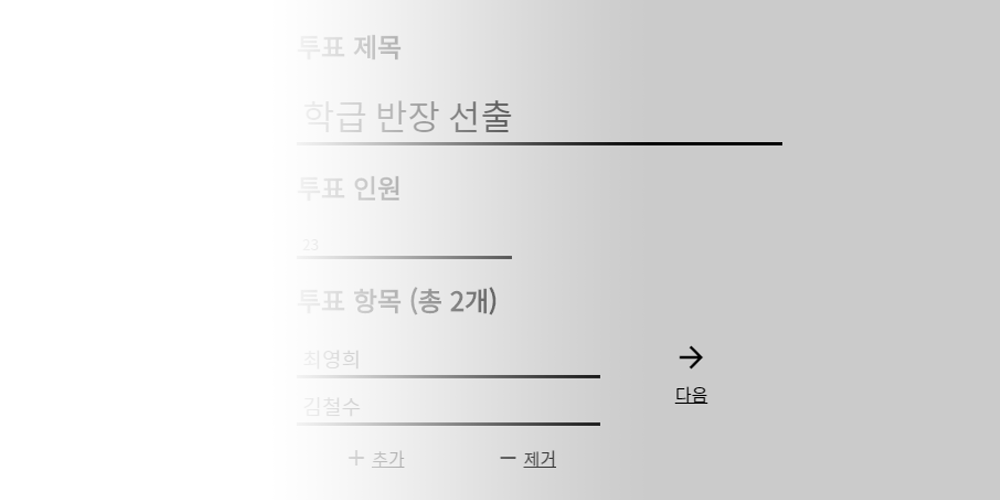 투표 제목
학급 반장 선출
투표 인원
23
투표 항목 (총 2개)
최영희
김철수
다음
+ 추가
− 제거